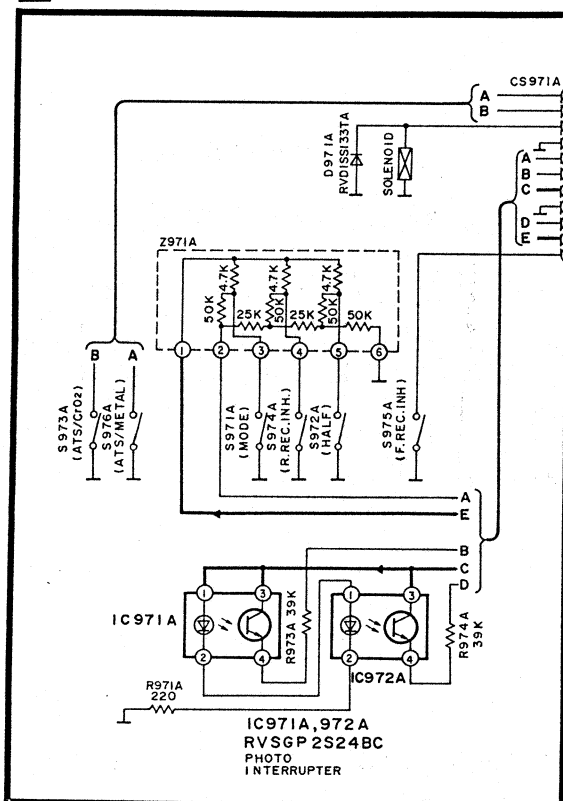 CS971A
A
B
D971A
RVD1SS133TA
SOLENOID
A
B
C
D
E
Z971A
4.7K
4.7K
4.7K
50K
50K
50K
25K
25K
50K
1
2
3
4
5
6
B
A
S973A
(ATS/CrO2)
S976A
(ATS/METAL)
S971A
(MODE)
S974A
(R.REC.INH.)
S972A
(HALF)
S975A
(F.REC.INH)
A
E
B
C
D
1
3
1
3
IC971A
R973A 39K
R974A
39K
2
4
2
4
IC972A
R971A
220
IC971A,972A
RVSGP2S24BC
PHOTO
INTERRUPTER